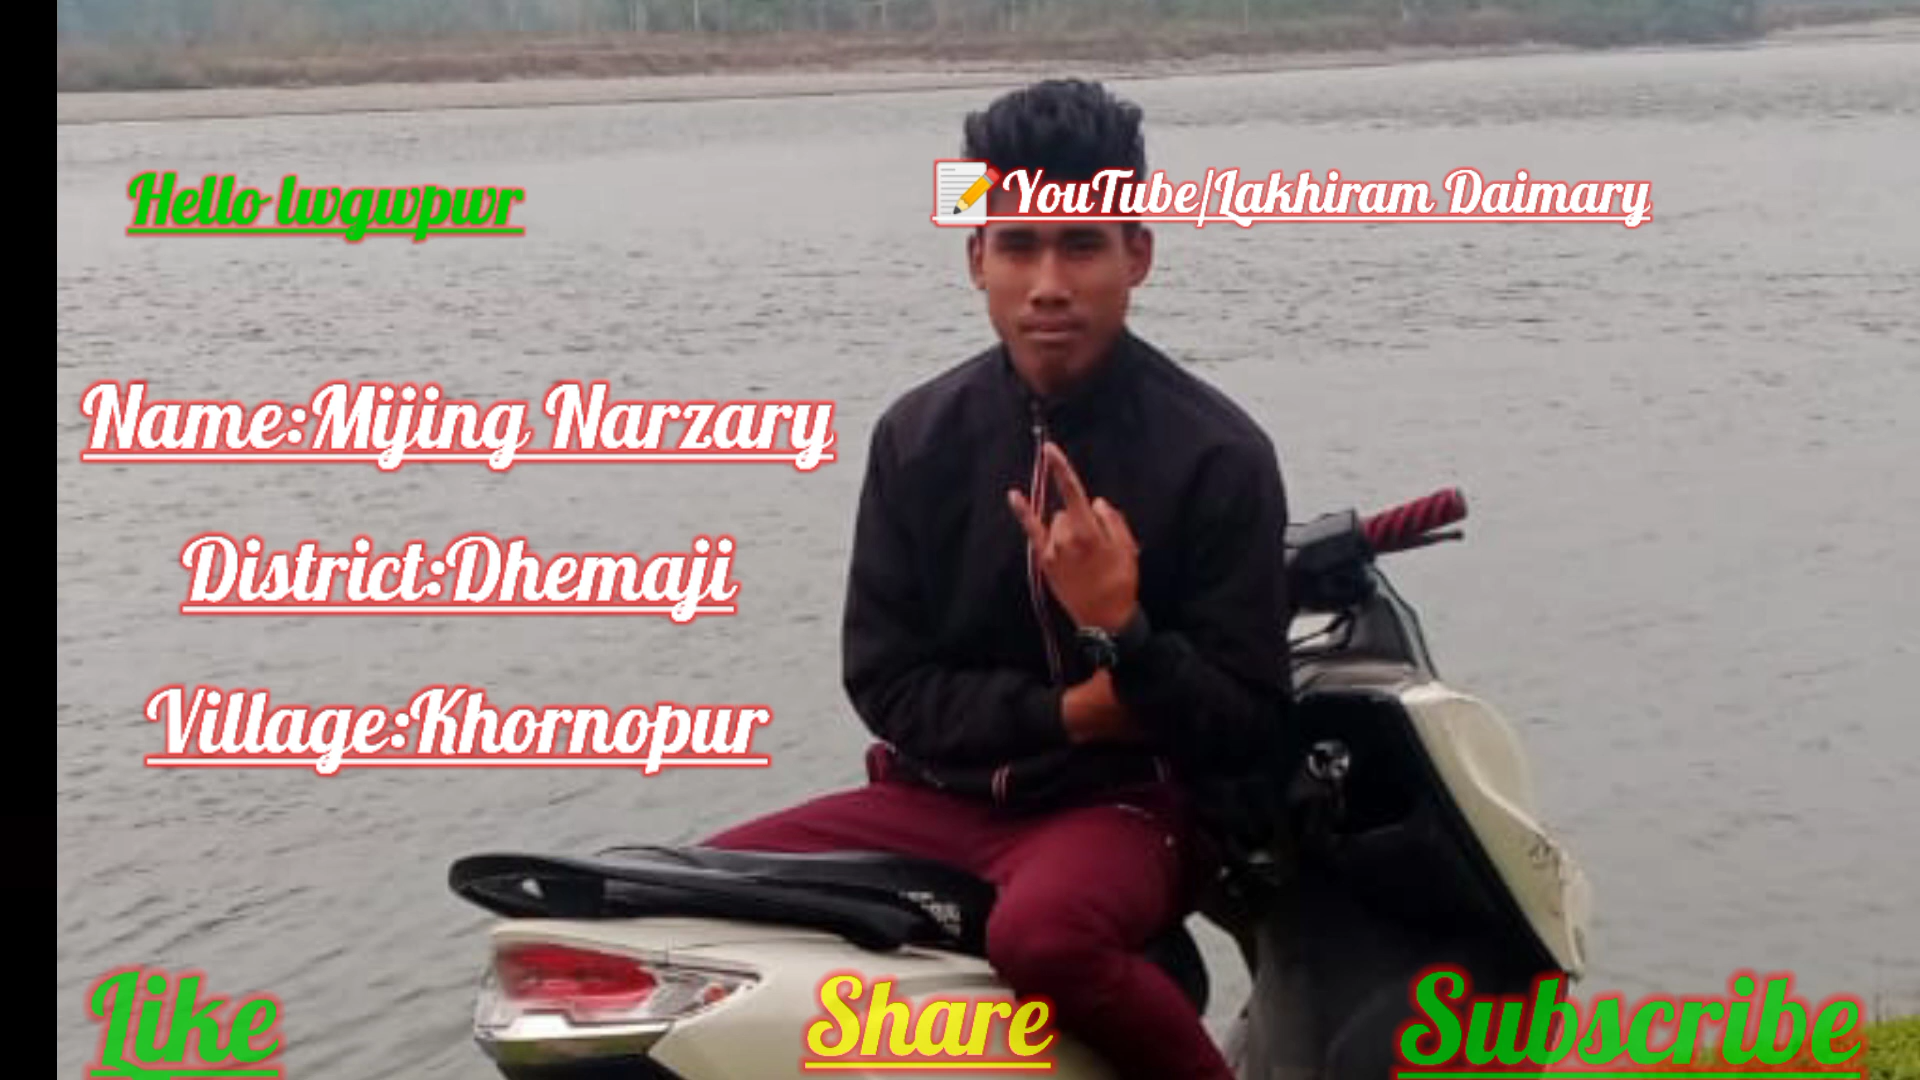 Hello lwgwpwr
📝YouTube/Lakhiram Daimary
Name:Mijing Narzary
District:Dhemaji
Village:Khornopur
Like
Share
Subscribe